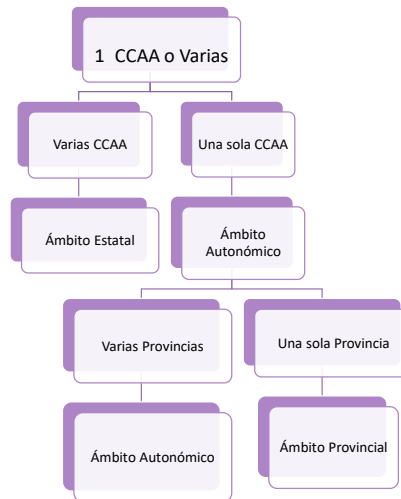 1 CCAA o Varias
Varias CCAA
Una sola CCAA
Ámbito Estatal
Ámbito
Autonómico
Varias Provincias
Una sola Provincia
Ámbito Autonómico
Ámbito Provincial